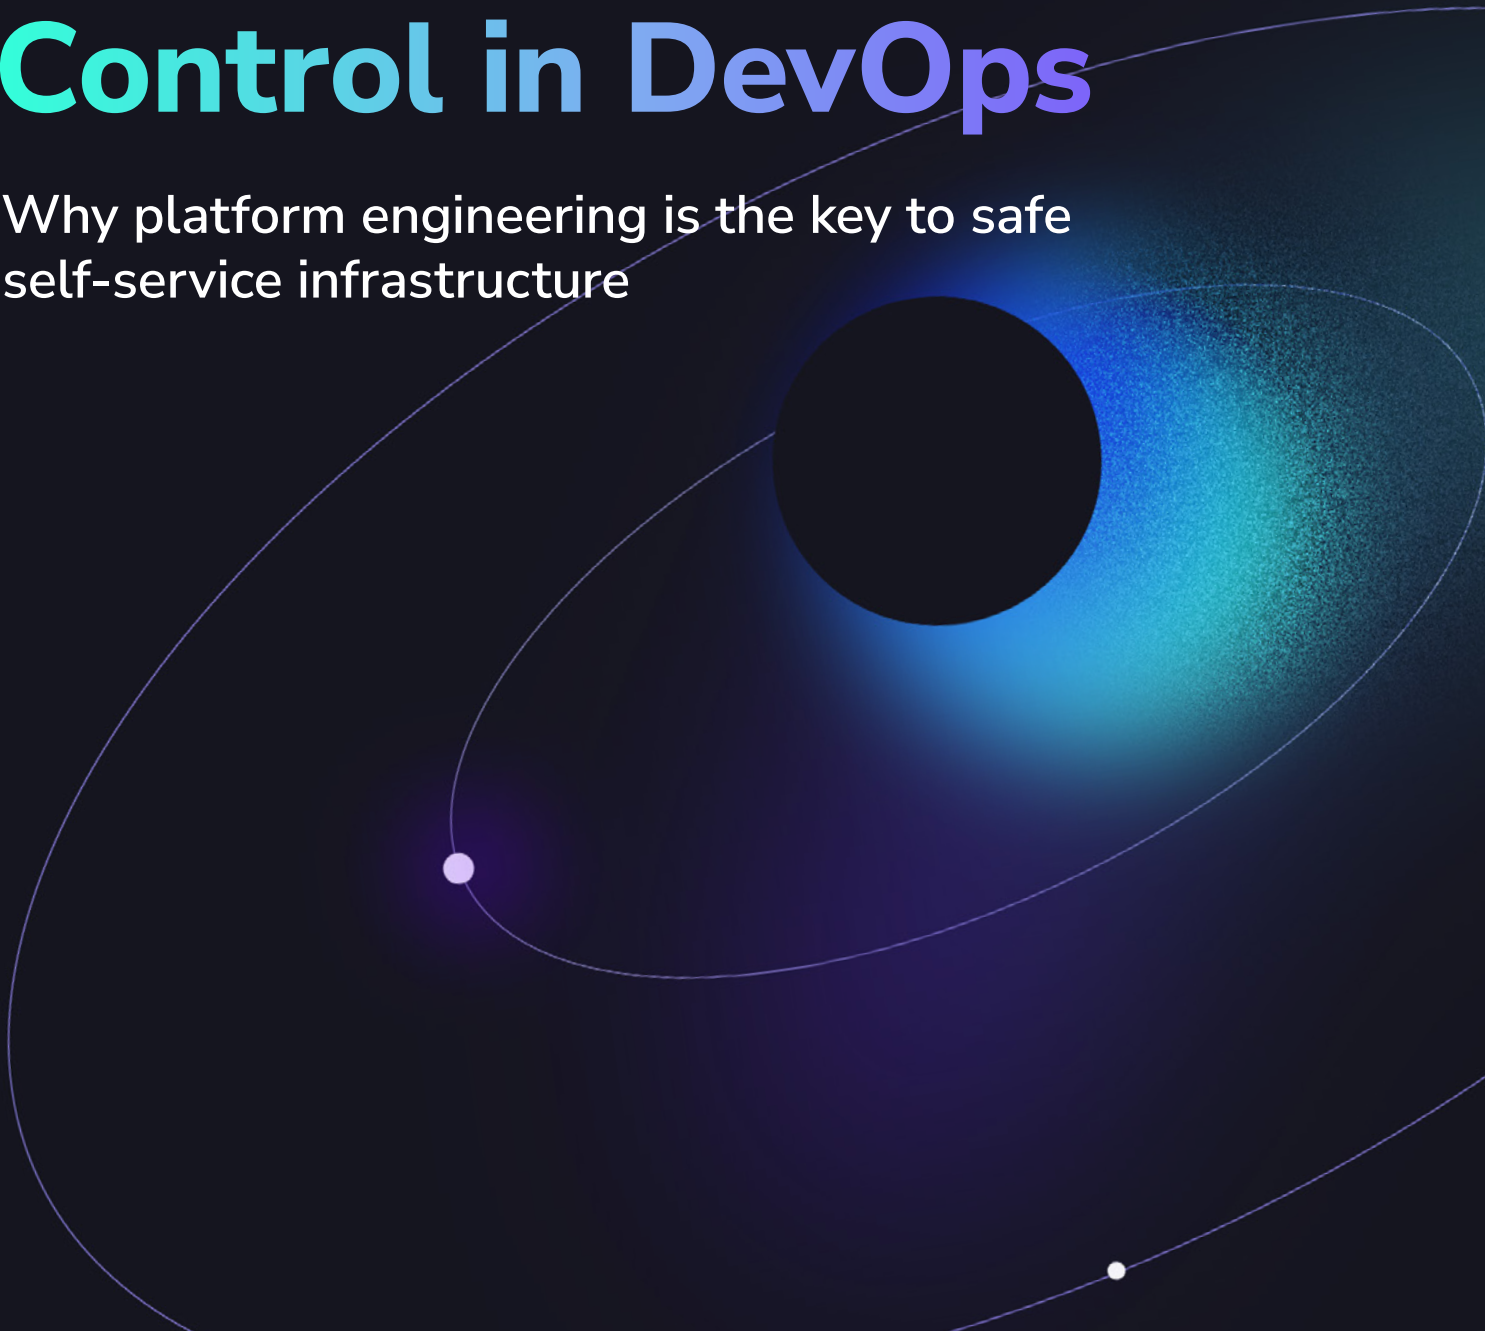 Control in DevOps
Why platform engineering is the key to safe
self-service infrastructure